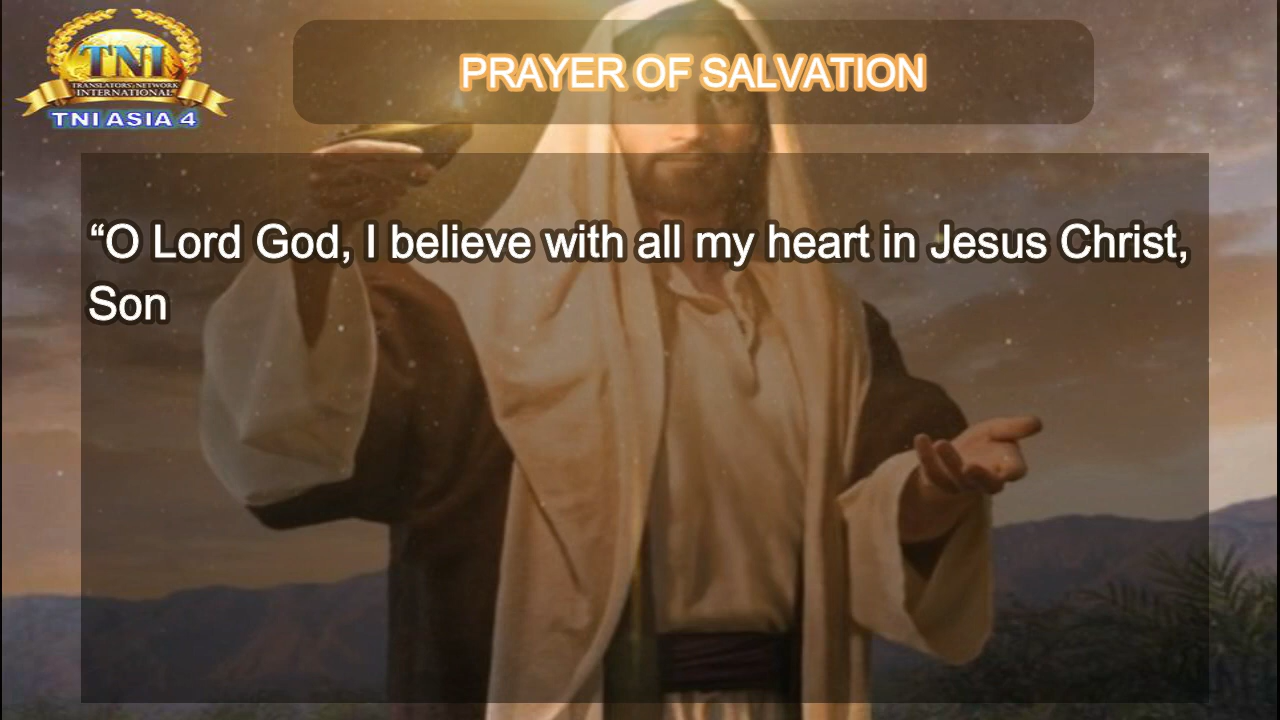 TNI
TRANSLATORS' NETWORK
INTERNATIONAL
TNI ASIA 4
PRAYER OF SALVATION
“O Lord God, I believe with all my heart in Jesus Christ,
Son